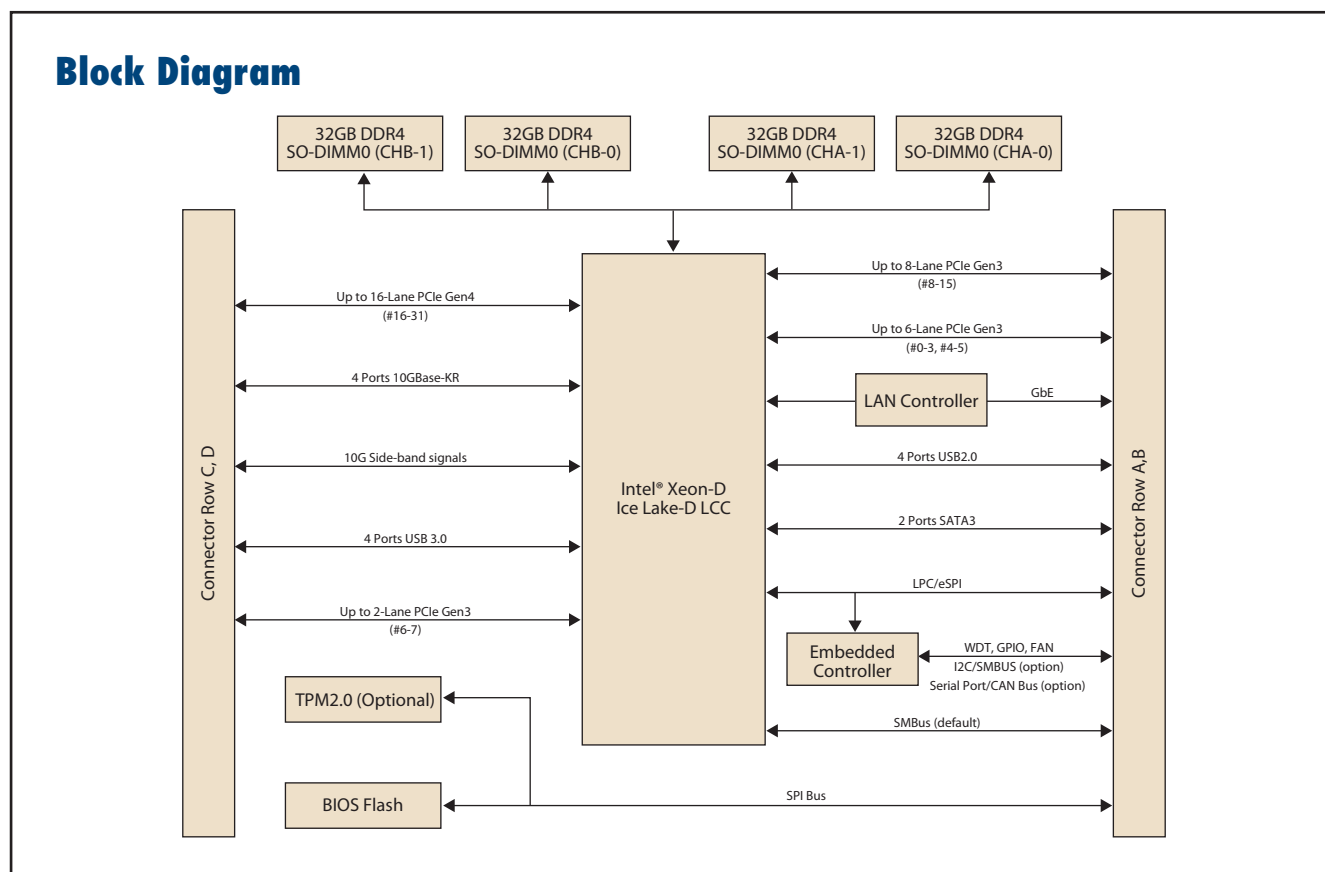 Block Diagram
32GB DDR4
SO-DIMM0 (CHB-1)
32GB DDR4
SO-DIMM0 (CHB-0)
32GB DDR4
SO-DIMM0 (CHA-1)
32GB DDR4
SO-DIMM0 (CHA-0)
Connector Row C, D
Up to 16-Lane PCIe Gen4
(#16-31)
4 Ports 10GBase-KR
10G Side-band signals
4 Ports USB 3.0
Up to 2-Lane PCIe Gen3
(#6-7)
TPM2.0 (Optional)
BIOS Flash
Intel® Xeon-D
Ice Lake-D LCC
Up to 8-Lane PCIe Gen3
(#8-15)
Up to 6-Lane PCIe Gen3
(#0-3, #4-5)
LAN Controller
GbE
4 Ports USB2.0
2 Ports SATA3
LPC/eSPI
Embedded
Controller
WDT, GPIO, FAN
I2C/SMBUS (option)
Serial Port/CAN Bus (option)
SMBus (default)
SPI Bus
Connector Row A,B